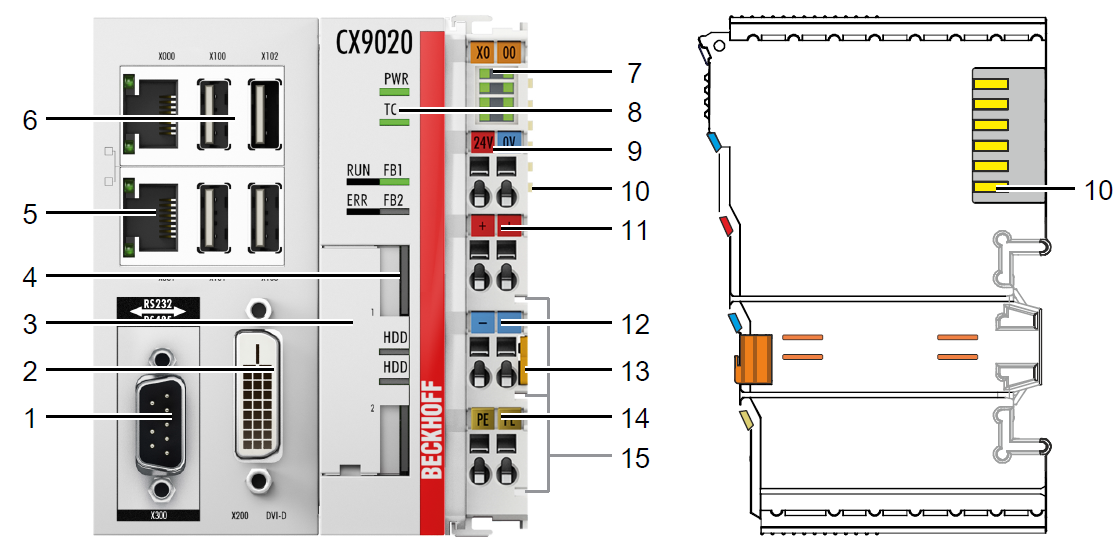 CX9020
X000 X100 X102
X0 00
PWR
7
TC
8
6
24V 0V
9
RUN FB1
10
10
ERR FB2
5
+
11
4
RS232
1
3
− 12
HDD
2
HDD
13
2
1
PE
14
BECKHOFF
15
X300
X200 DVI-D